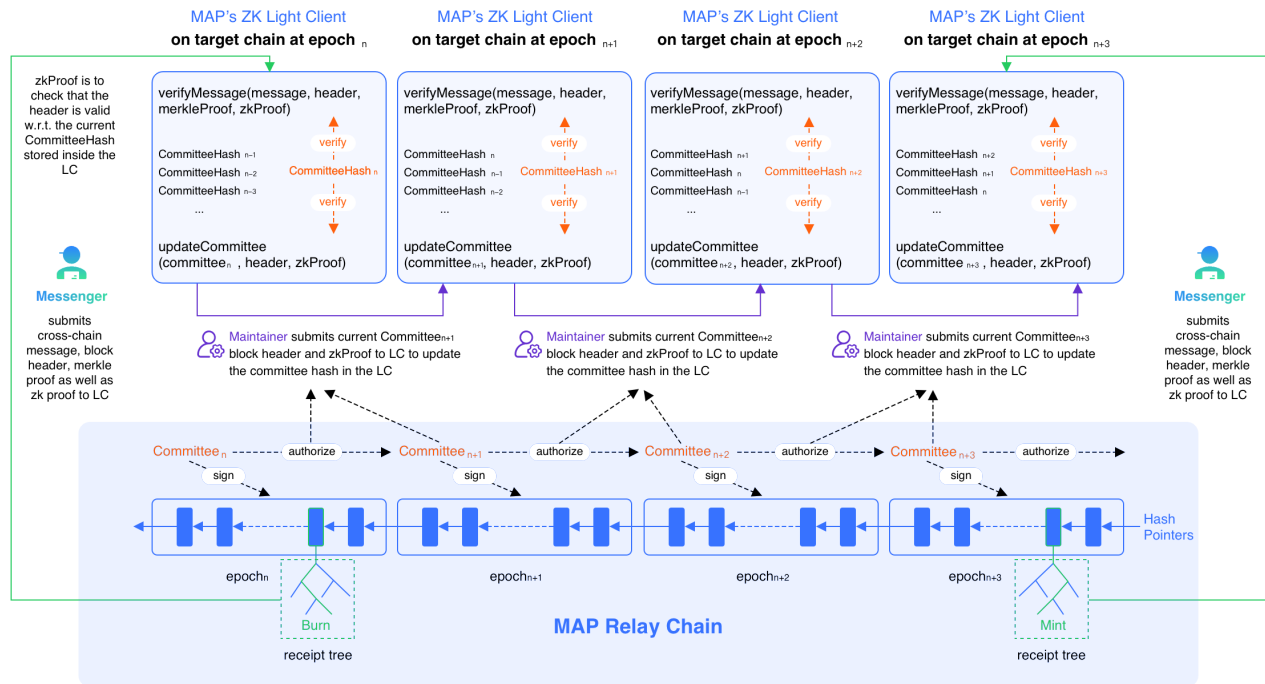 MAP's ZK Light Client
on target chain at epoch n
MAP's ZK Light Client
on target chain at epoch n+1
MAP's ZK Light Client
on target chain at epoch n+2
MAP's ZK Light Client
on target chain at epoch n+3
zkProof is to
check that the
header is valid
w.r.t. the current
CommitteeHash
stored inside the
LC
verifyMessage(message, header,
merkleProof, zkProof)
verify
CommitteeHash n-1
CommitteeHash n-2
CommitteeHash n-3
...
CommitteeHash n
verify
updateCommittee
(committee n , header, zkProof)
verifyMessage(message, header,
merkleProof, zkProof)
verify
CommitteeHash n
CommitteeHash n-1
CommitteeHash n-2
...
CommitteeHash n+1
verify
updateCommittee
(committee n+1, header, zkProof)
verifyMessage(message, header,
merkleProof, zkProof)
verify
CommitteeHash n+1
CommitteeHash n
CommitteeHash n-1
...
CommitteeHash n+2
verify
updateCommittee
(committee n+2, header, zkProof)
verifyMessage(message, header,
merkleProof, zkProof)
verify
CommitteeHash n+2
CommitteeHash n+1
CommitteeHash n
...
CommitteeHash n+3
verify
updateCommittee
(committee n+3 , header, zkProof)
Messenger
submits
cross-chain
message, block
header, merkle
proof as well as
zk proof to LC
Maintainer submits current Committee n+1
block header and zkProof to LC to update
the committee hash in the LC
Maintainer submits current Committee n+2
block header and zkProof to LC to update
the committee hash in the LC
Maintainer submits current Committee n+3
block header and zkProof to LC to update
the committee hash in the LC
Messenger
submits
cross-chain
message, block
header, merkle
proof as well as
zk proof to LC
Committee n
authorize
Committee n+1
authorize
Committee n+2
authorize
Committee n+3
authorize
sign
sign
sign
sign
Hash
Pointers
epoch n
epoch n+1
epoch n+2
epoch n+3
Burn
receipt tree
Mint
receipt tree
MAP Relay Chain